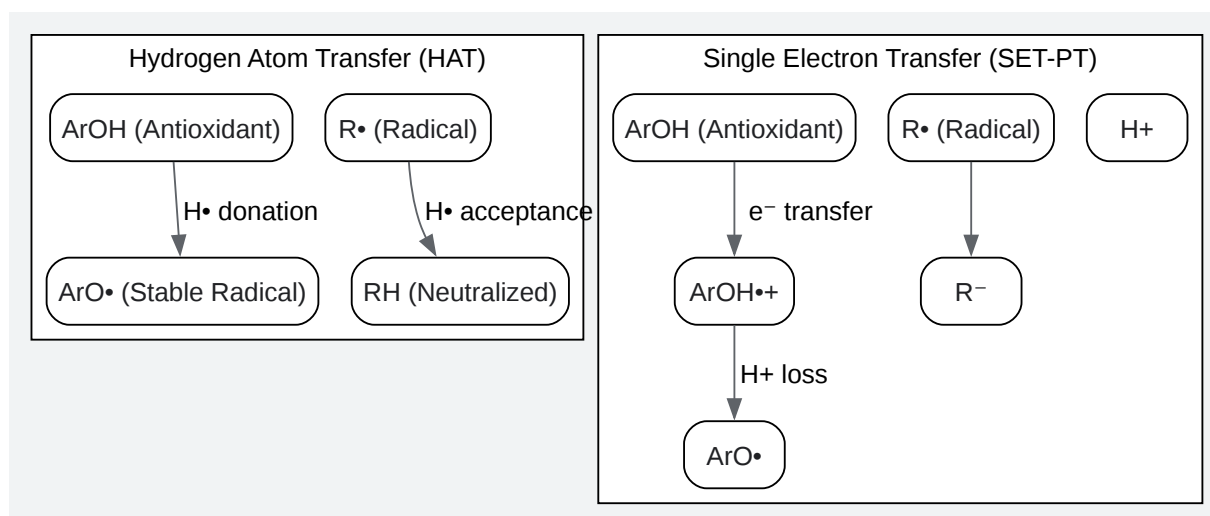 Hydrogen Atom Transfer (HAT)
ArOH (Antioxidant)
R• (Radical)
H• donation
H• acceptance
ArO• (Stable Radical)
RH (Neutralized)
Single Electron Transfer (SET-PT)
ArOH (Antioxidant)
R• (Radical)
H+
e⁻ transfer
ArOH•+
R⁻
H+ loss
ArO•